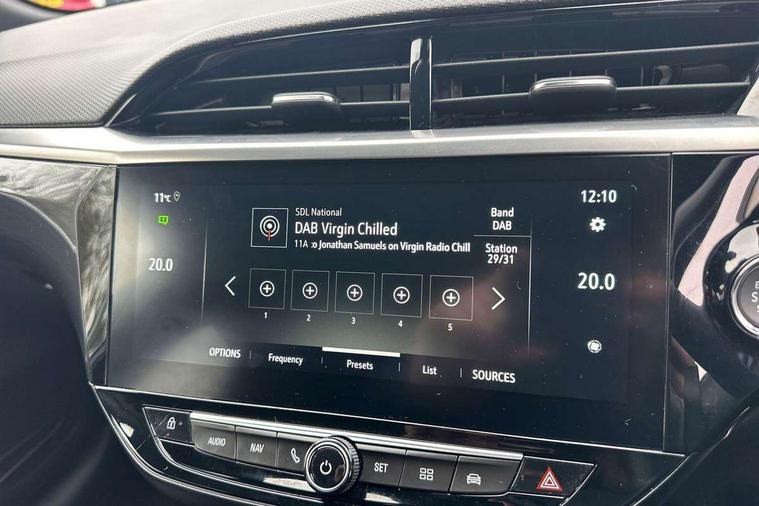 11°C
12:10
SDL National
DAB Virgin Chilled
11A :o Jonathan Samuels on Virgin Radio Chill
Band
DAB
Station
29/31
20.0
20.0
1 2 3 4 5
OPTIONS Frequency Presets List SOURCES
AUDIO NAV SET